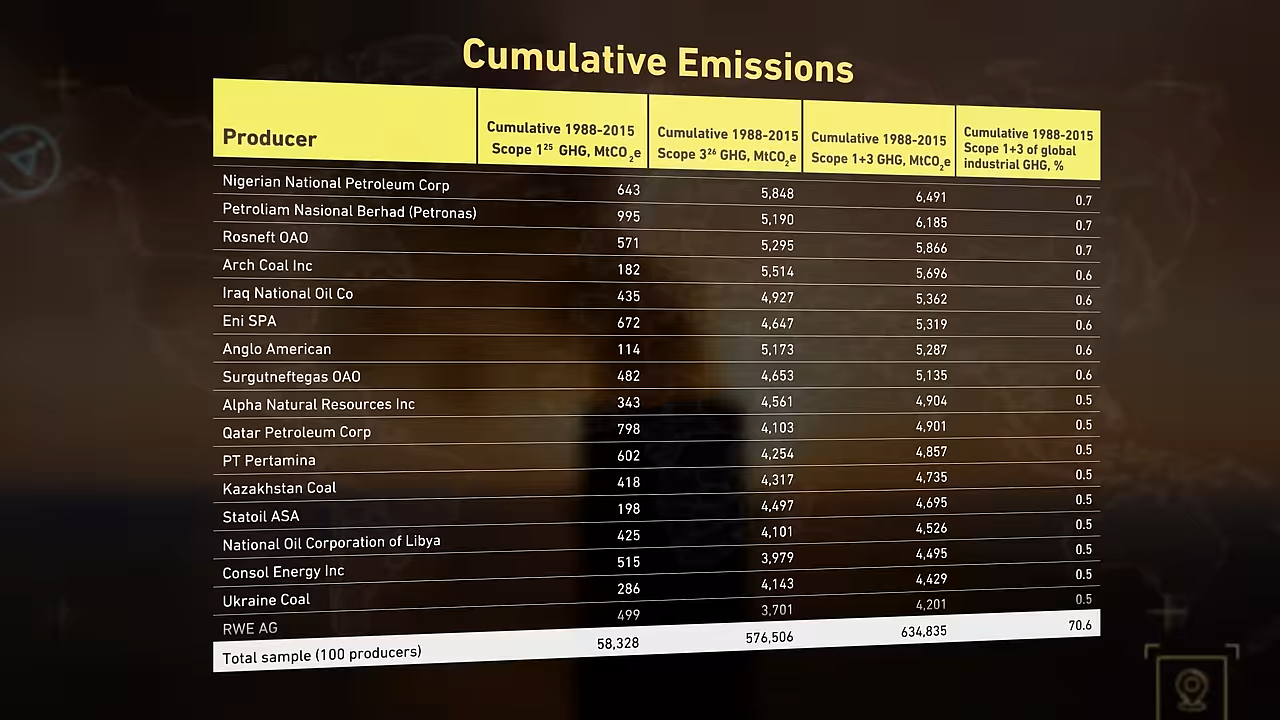 Cumulative Emissions
Producer
Cumulative 1988-2015
Scope 1²⁵ GHG, MtCO₂e
Cumulative 1988-2015
Scope 3²⁶ GHG, MtCO₂e
Cumulative 1988-2015
Scope 1+3 GHG, MtCO₂e
Cumulative 1988-2015
Scope 1+3 of global
industrial GHG, %
Nigerian National Petroleum Corp 643 5,848 6,491 0.7
Petroliam Nasional Berhad (Petronas) 995 5,190 6,185 0.7
Rosneft OAO 571 5,295 5,866 0.7
Arch Coal Inc 182 5,514 5,696 0.6
Iraq National Oil Co 435 4,927 5,362 0.6
Eni SPA 672 4,647 5,319 0.6
Anglo American 114 5,173 5,287 0.6
Surgutneftegas OAO 482 4,653 5,135 0.6
Alpha Natural Resources Inc 343 4,561 4,904 0.5
Qatar Petroleum Corp 798 4,103 4,901 0.5
PT Pertamina 602 4,254 4,857 0.5
Kazakhstan Coal 418 4,317 4,735 0.5
Statoil ASA 198 4,497 4,695 0.5
National Oil Corporation of Libya 425 4,101 4,526 0.5
Consol Energy Inc 515 3,979 4,495 0.5
Ukraine Coal 286 4,143 4,429 0.5
RWE AG 499 3,701 4,201 0.5
Total sample (100 producers) 58,328 576,506 634,835 70.6